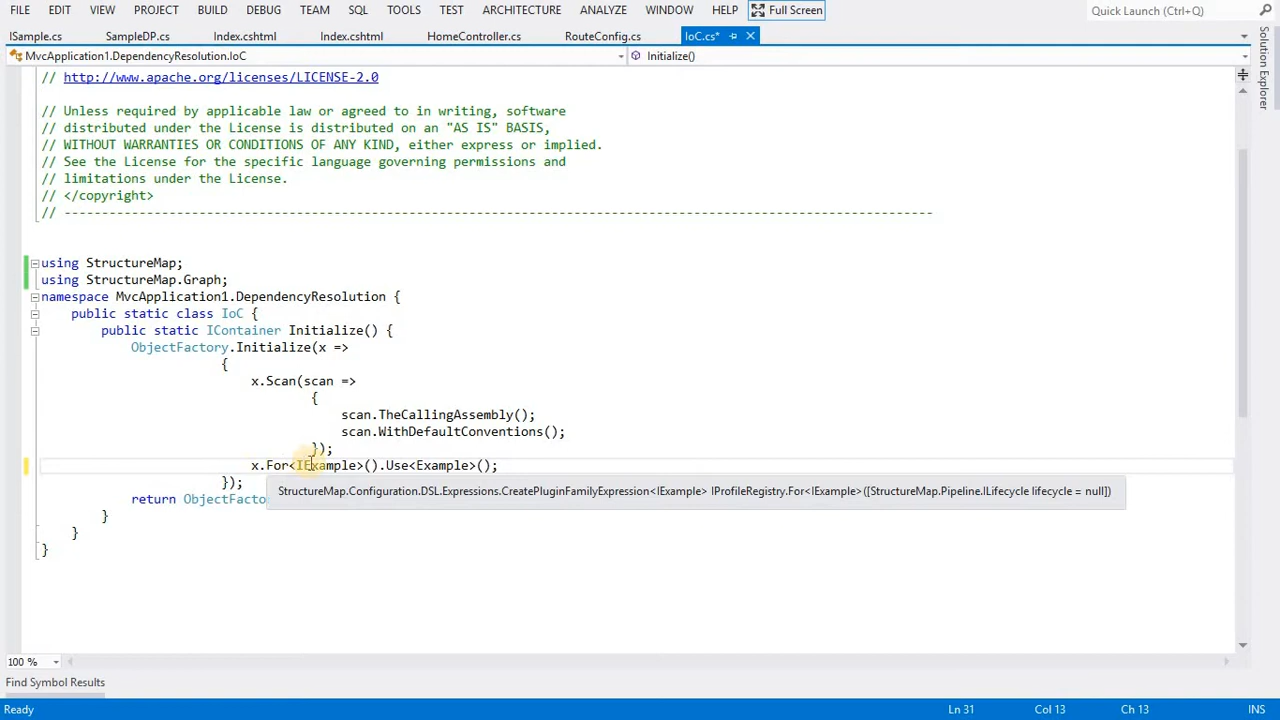 FILE EDIT VIEW PROJECT BUILD DEBUG TEAM SQL TOOLS TEST ARCHITECTURE ANALYZE WINDOW HELP Full Screen Quick Launch (Ctrl+Q)
ISample.cs SampleDP.cs Index.cshtml Index.cshtml HomeController.cs RouteConfig.cs IoC.cs*
MvcApplication1.DependencyResolution.IoC Initialize()
Solution Explorer
// http://www.apache.org/licenses/LICENSE-2.0
// Unless required by applicable law or agreed to in writing, software
// distributed under the License is distributed on an "AS IS" BASIS,
// WITHOUT WARRANTIES OR CONDITIONS OF ANY KIND, either express or implied.
// See the License for the specific language governing permissions and
// limitations under the License.
// </copyright>
// --------------------------------------------------------------------------------------------------------------------
using StructureMap;
using StructureMap.Graph;
namespace MvcApplication1.DependencyResolution {
public static class IoC {
public static IContainer Initialize() {
ObjectFactory.Initialize(x =>
{
x.Scan(scan =>
{
scan.TheCallingAssembly();
scan.WithDefaultConventions();
});
x.For<IExample>().Use<Example>();
});
StructureMap.Configuration.DSL.Expressions.CreatePluginFamilyExpression<IExample> IProfileRegistry.For<IExample>([StructureMap.Pipeline.ILifecycle lifecycle = null])
return ObjectFacto
}
}
}
100 %
Find Symbol Results
Ready Ln 31 Col 13 Ch 13 INS